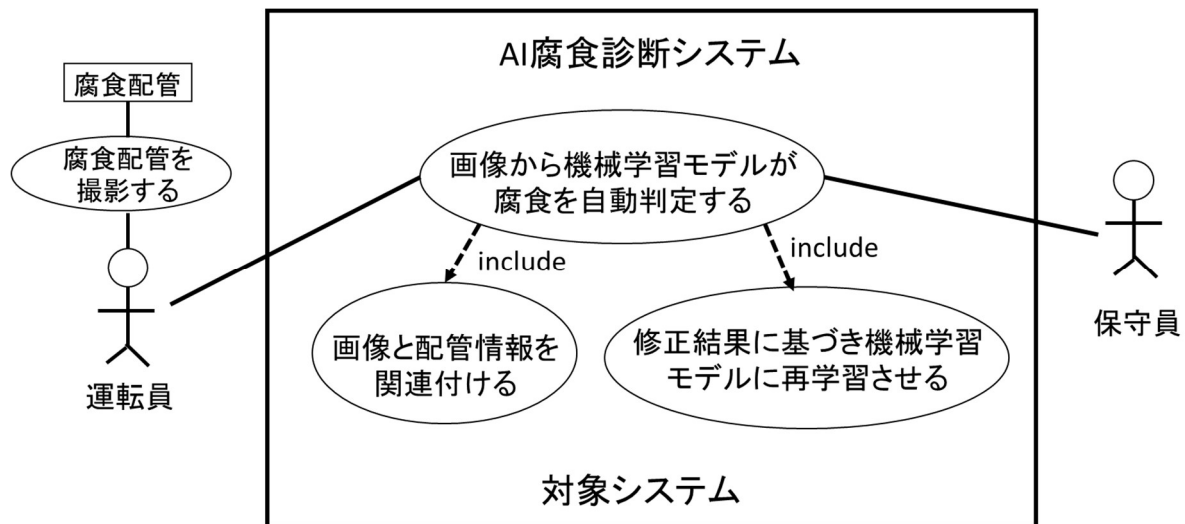 AI腐食診断システム
腐食配管
腐食配管を
撮影する
運転員
画像から機械学習モデルが
腐食を自動判定する
include
include
画像と配管情報を
関連付ける
修正結果に基づき機械学習
モデルに再学習させる
保守員
対象システム